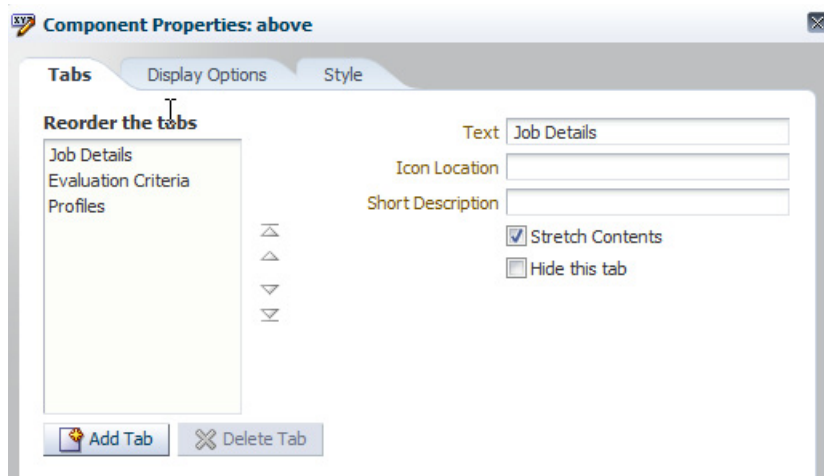 Component Properties: above
Tabs Display Options Style
Reorder the tabs
Job Details
Evaluation Criteria
Profiles
Text Job Details
Icon Location
Short Description
Stretch Contents
Hide this tab
Add Tab Delete Tab